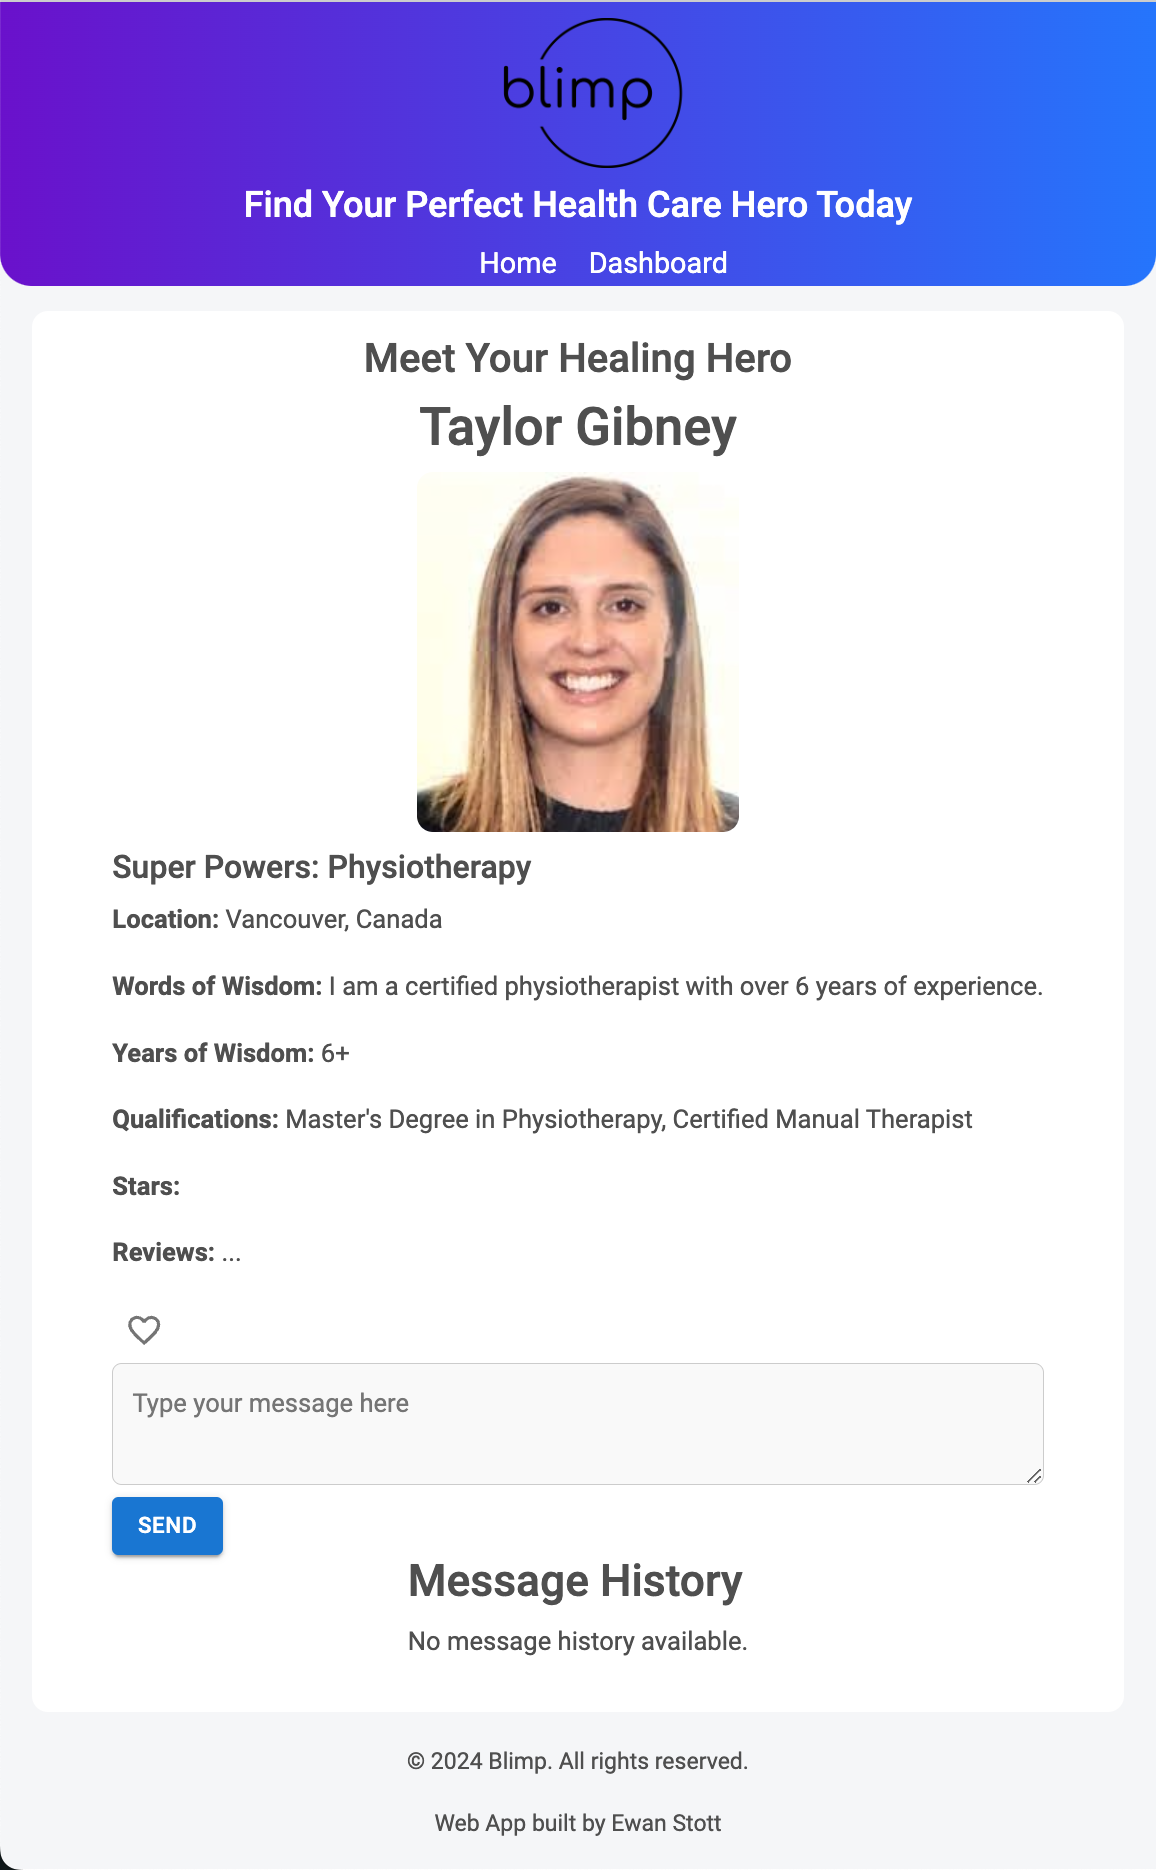 blimp
Find Your Perfect Health Care Hero Today
Home Dashboard
Meet Your Healing Hero
Taylor Gibney
Super Powers: Physiotherapy
Location: Vancouver, Canada
Words of Wisdom: I am a certified physiotherapist with over 6 years of experience.
Years of Wisdom: 6+
Qualifications: Master's Degree in Physiotherapy, Certified Manual Therapist
Stars:
Reviews: ...
Type your message here
SEND
Message History
No message history available.
© 2024 Blimp. All rights reserved.
Web App built by Ewan Stott